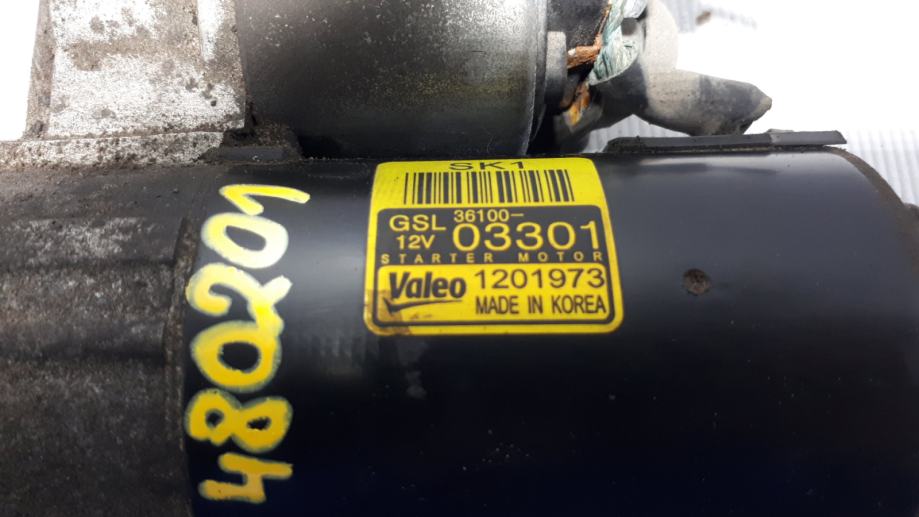 SK1
GSL 36100-
12V 03301
STARTER MOTOR
Valeo 1201973
MADE IN KOREA
480201